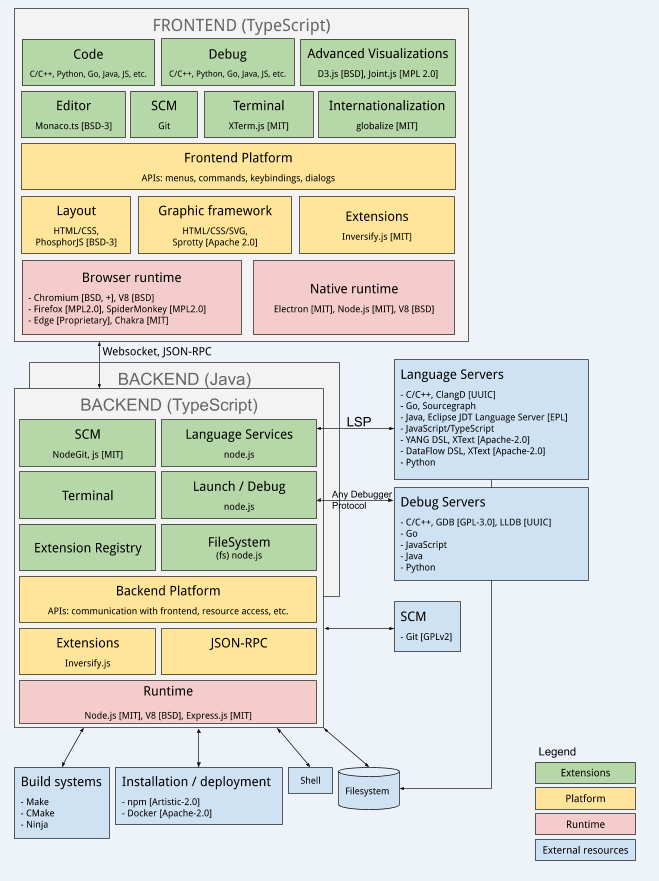 FRONTEND (TypeScript)
Code
C/C++, Python, Go, Java, JS, etc.
Debug
C/C++, Python, Go, Java, JS, etc.
Advanced Visualizations
D3.js [BSD], Joint.js [MPL 2.0]
Editor
Monaco.ts [BSD-3]
SCM
Git
Terminal
XTerm.js [MIT]
Internationalization
globalize [MIT]
Frontend Platform
APIs: menus, commands, keybindings, dialogs
Layout
HTML/CSS,
PhosphorJS [BSD-3]
Graphic framework
HTML/CSS/SVG,
Sprotty [Apache 2.0]
Extensions
Inversify.js [MIT]
Browser runtime
- Chromium [BSD, +], V8 [BSD]
- Firefox [MPL2.0], SpiderMonkey [MPL2.0]
- Edge [Proprietary], Chakra [MIT]
Native runtime
Electron [MIT], Node.js [MIT], V8 [BSD]
Websocket, JSON-RPC
BACKEND (Java)
BACKEND (TypeScript)
SCM
NodeGit, js [MIT]
Language Services
node.js
Terminal
Launch / Debug
node.js
Extension Registry
FileSystem
(fs) node.js
Backend Platform
APIs: communication with frontend, resource access, etc.
Extensions
Inversify.js
JSON-RPC
Runtime
Node.js [MIT], V8 [BSD], Express.js [MIT]
LSP
Any Debugger
Protocol
Language Servers
- C/C++, ClangD [UUIC]
- Go, Sourcegraph
- Java, Eclipse JDT Language Server [EPL]
- JavaScript/TypeScript
- YANG DSL, XText [Apache-2.0]
- DataFlow DSL, XText [Apache-2.0]
- Python
Debug Servers
- C/C++, GDB [GPL-3.0], LLDB [UUIC]
- Go
- JavaScript
- Java
- Python
SCM
- Git [GPLv2]
Build systems
- Make
- CMake
- Ninja
Installation / deployment
- npm [Artistic-2.0]
- Docker [Apache-2.0]
Shell
Filesystem
Legend
Extensions
Platform
Runtime
External resources